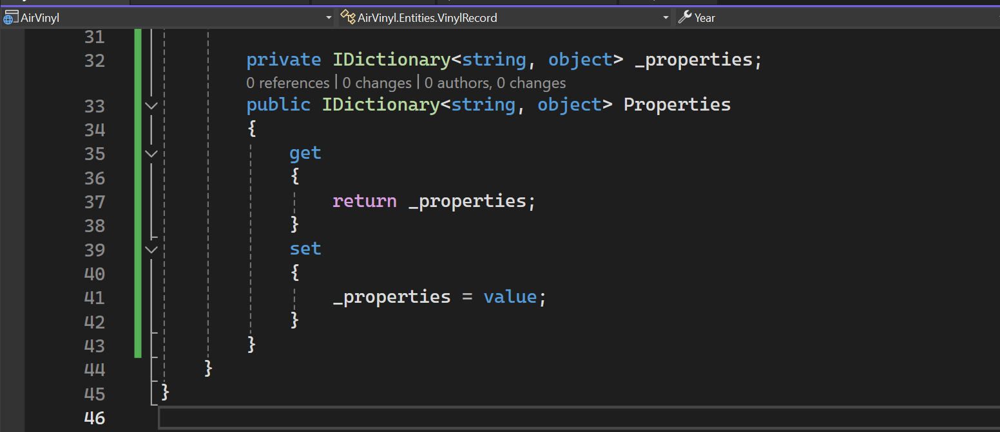 AirVinyl AirVinyl.Entities.VinylRecord Year
31
32 private IDictionary<string, object> _properties;
0 references | 0 changes | 0 authors, 0 changes
33 public IDictionary<string, object> Properties
34 {
35 get
36 {
37 return _properties;
38 }
39 set
40 {
41 _properties = value;
42 }
43 }
44 }
45 }
46